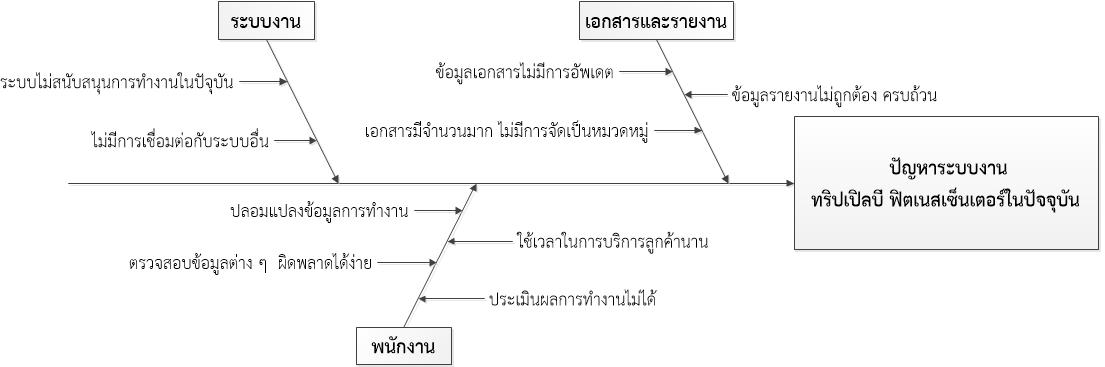 ระบบงาน
เอกสารและรายงาน
ระบบไม่สนับสนุนการทำงานในปัจุบัน
ไม่มีการเชื่อมต่อกับระบบอื่น
ข้อมูลเอกสารไม่มีการอัพเดต
ข้อมูลรายงานไม่ถูกต้อง ครบถ้วน
เอกสารมีจำนวนมาก ไม่มีการจัดเป็นหมวดหมู่
ปัญหาระบบงาน
ทริปเปิลบี ฟิตเนสเซ็นเตอร์ในปัจจุบัน
ปลอมแปลงข้อมูลการทำงาน
ใช้เวลาในการบริการลูกค้านาน
ตรวจสอบข้อมูลต่าง ๆ ผิดพลาดได้ง่าย
ประเมินผลการทำงานไม่ได้
พนักงาน